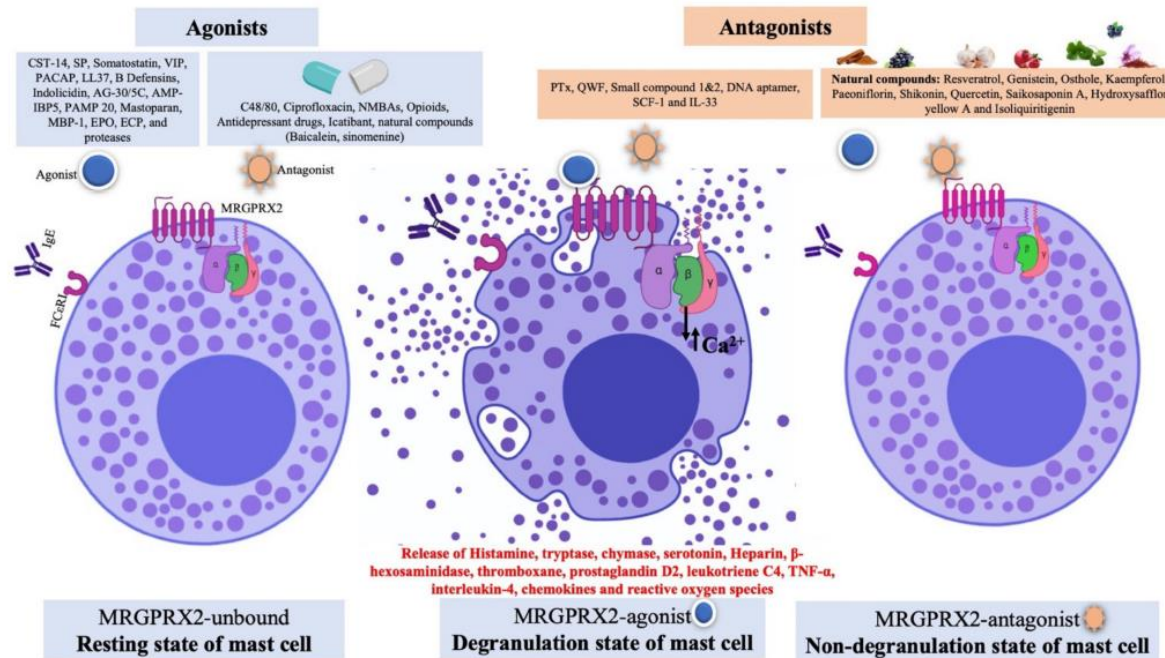 Agonists
Antagonists
CST-14, SP, Somatostatin, VIP,
PACAP, LL37, B Defensins,
Indolicidin, AG-30/5C, AMP-
IBP5, PAMP 20, Mastoparan,
MBP-1, EPO, ECP, and
proteases
C48/80, Ciprofloxacin, NMBAs, Opioids,
Antidepressant drugs, Icatibant, natural compounds
(Baicalein, sinomenine)
PTx, QWF, Small compound 1&2, DNA aptamer,
SCF-1 and IL-33
Natural compounds: Resveratrol, Genistein, Osthole, Kaempferol
Paeoniflorin, Shikonin, Quercetin, Saikosaponin A, Hydroxysafflor
yellow A and Isoliquiritigenin
Agonist
Antagonist
MRGPRX2
IgE
FCεRI
α
β
γ
α
β
γ
Ca²⁺
α
β
γ
Release of Histamine, tryptase, chymase, serotonin, Heparin, β-
hexosaminidase, thromboxane, prostaglandin D2, leukotriene C4, TNF-α,
interleukin-4, chemokines and reactive oxygen species
MRGPRX2-unbound
Resting state of mast cell
MRGPRX2-agonist
Degranulation state of mast cell
MRGPRX2-antagonist
Non-degranulation state of mast cell